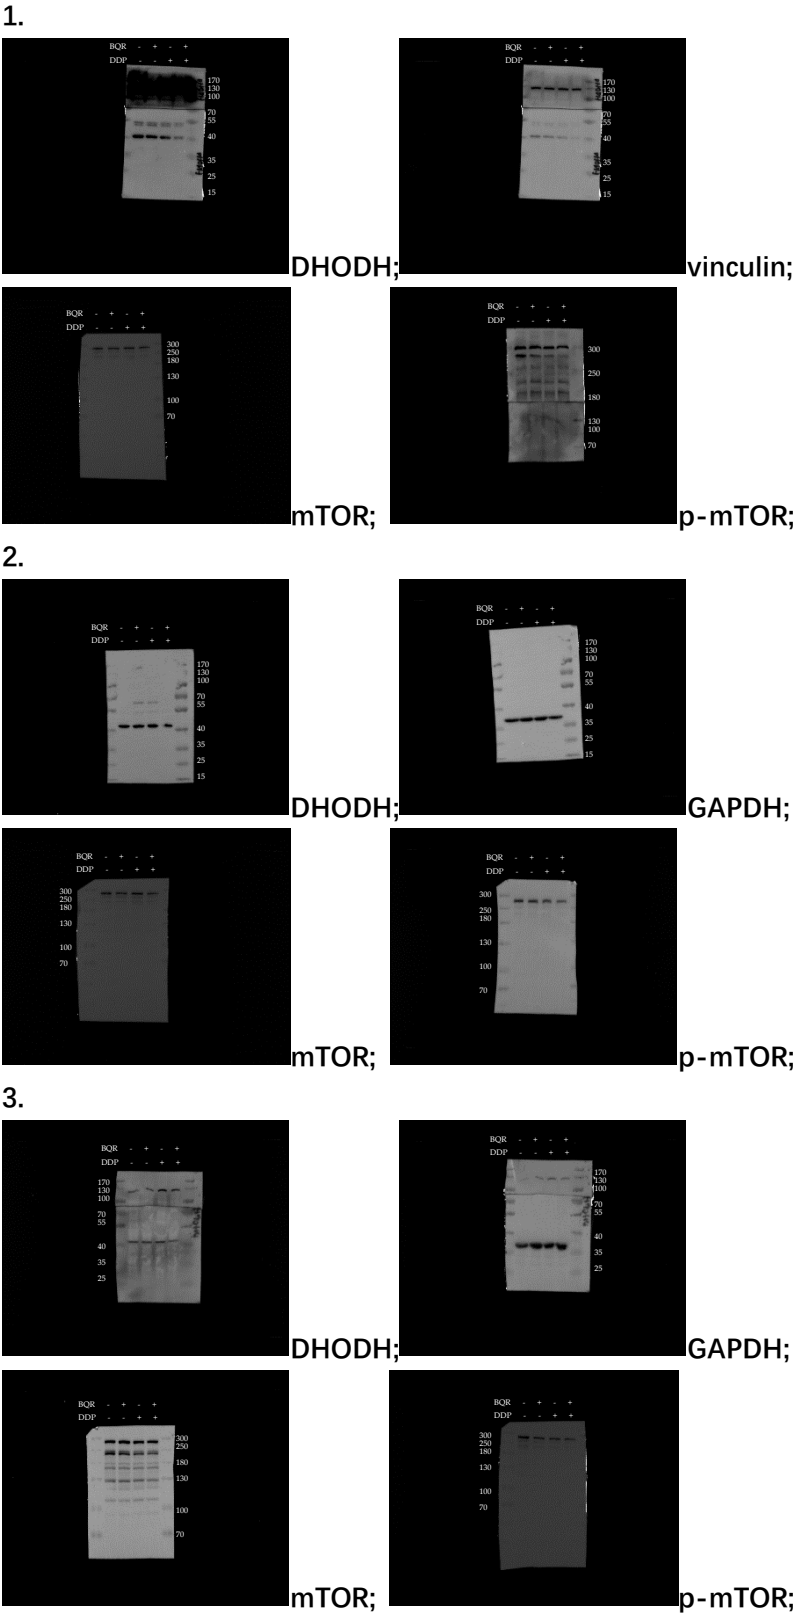 1.
BQR - + - +
DDP - - + +
170
130
100
70
55
40
35
25
15
DHODH;
BQR - + - +
DDP - - + +
170
130
100
70
55
40
35
25
15
vinculin;
BQR - + - +
DDP - - + +
300
250
180
130
100
70
mTOR;
BQR - + - +
DDP - - + +
300
250
180
130
100
70
p-mTOR;
2.
BQR - + - +
DDP - - + +
170
130
100
70
55
40
35
25
15
DHODH;
BQR - + - +
DDP - - + +
170
130
100
70
55
40
35
25
15
GAPDH;
BQR - + - +
DDP - - + +
300
250
180
130
100
70
mTOR;
BQR - + - +
DDP - - + +
300
250
180
130
100
70
p-mTOR;
3.
BQR - + - +
DDP - - + +
170
130
100
70
55
40
35
25
DHODH;
BQR - + - +
DDP - - + +
170
130
100
70
55
40
35
25
GAPDH;
BQR - + - +
DDP - - + +
300
250
180
130
100
70
mTOR;
BQR - + - +
DDP - - + +
300
250
180
130
100
70
p-mTOR;